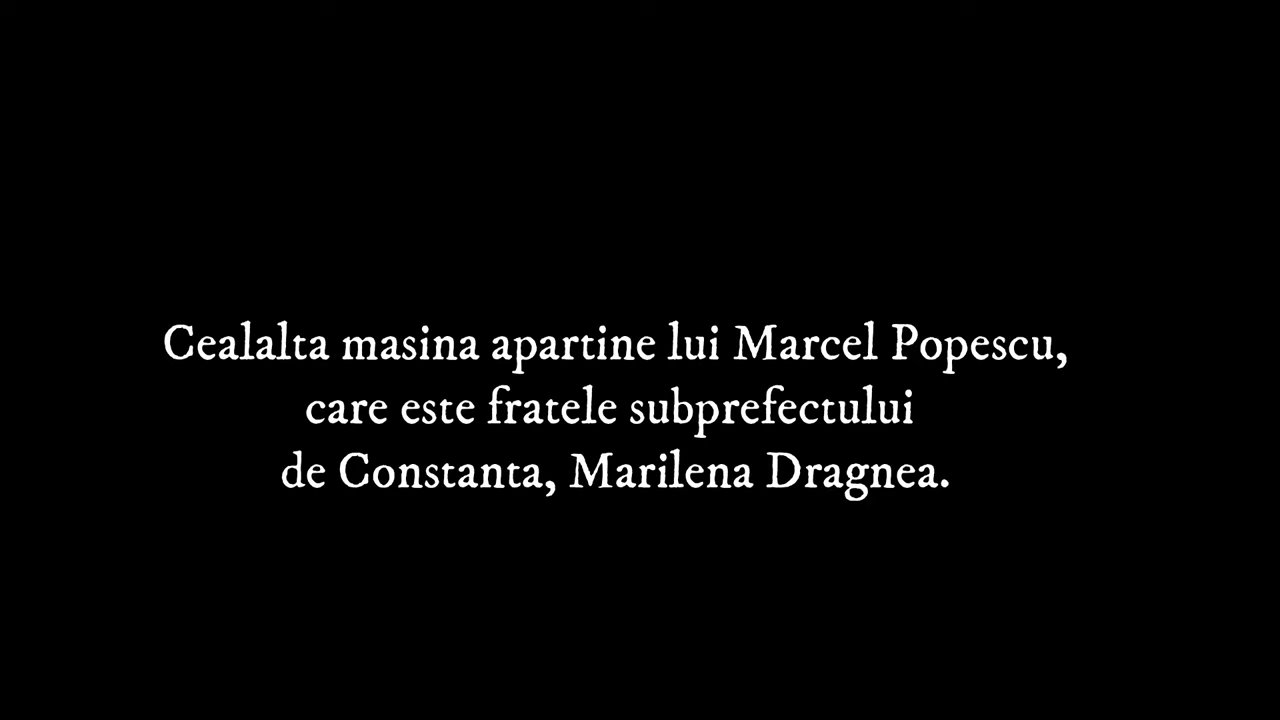 Cealalta masina apartine lui Marcel Popescu,
care este fratele subprefectului
de Constanta, Marilena Dragnea.